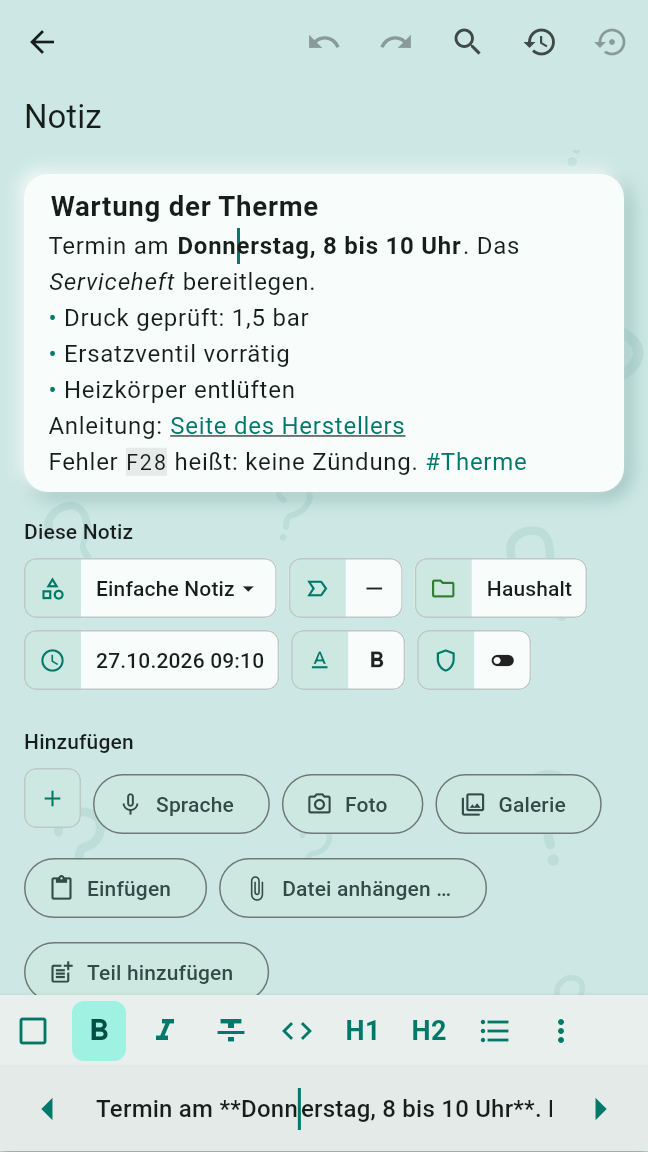 Notiz
Wartung der Therme
Termin am Donnerstag, 8 bis 10 Uhr. Das
Serviceheft bereitlegen.
• Druck geprüft: 1,5 bar
• Ersatzventil vorrätig
• Heizkörper entlüften
Anleitung: Seite des Herstellers
Fehler F28 heißt: keine Zündung. #Therme
Diese Notiz
Einfache Notiz — Haushalt
27.10.2026 09:10 A B
Hinzufügen
+ Sprache Foto Galerie
Einfügen Datei anhängen ...
Teil hinzufügen
B I T <> H1 H2
Termin am **Donnerstag, 8 bis 10 Uhr**.